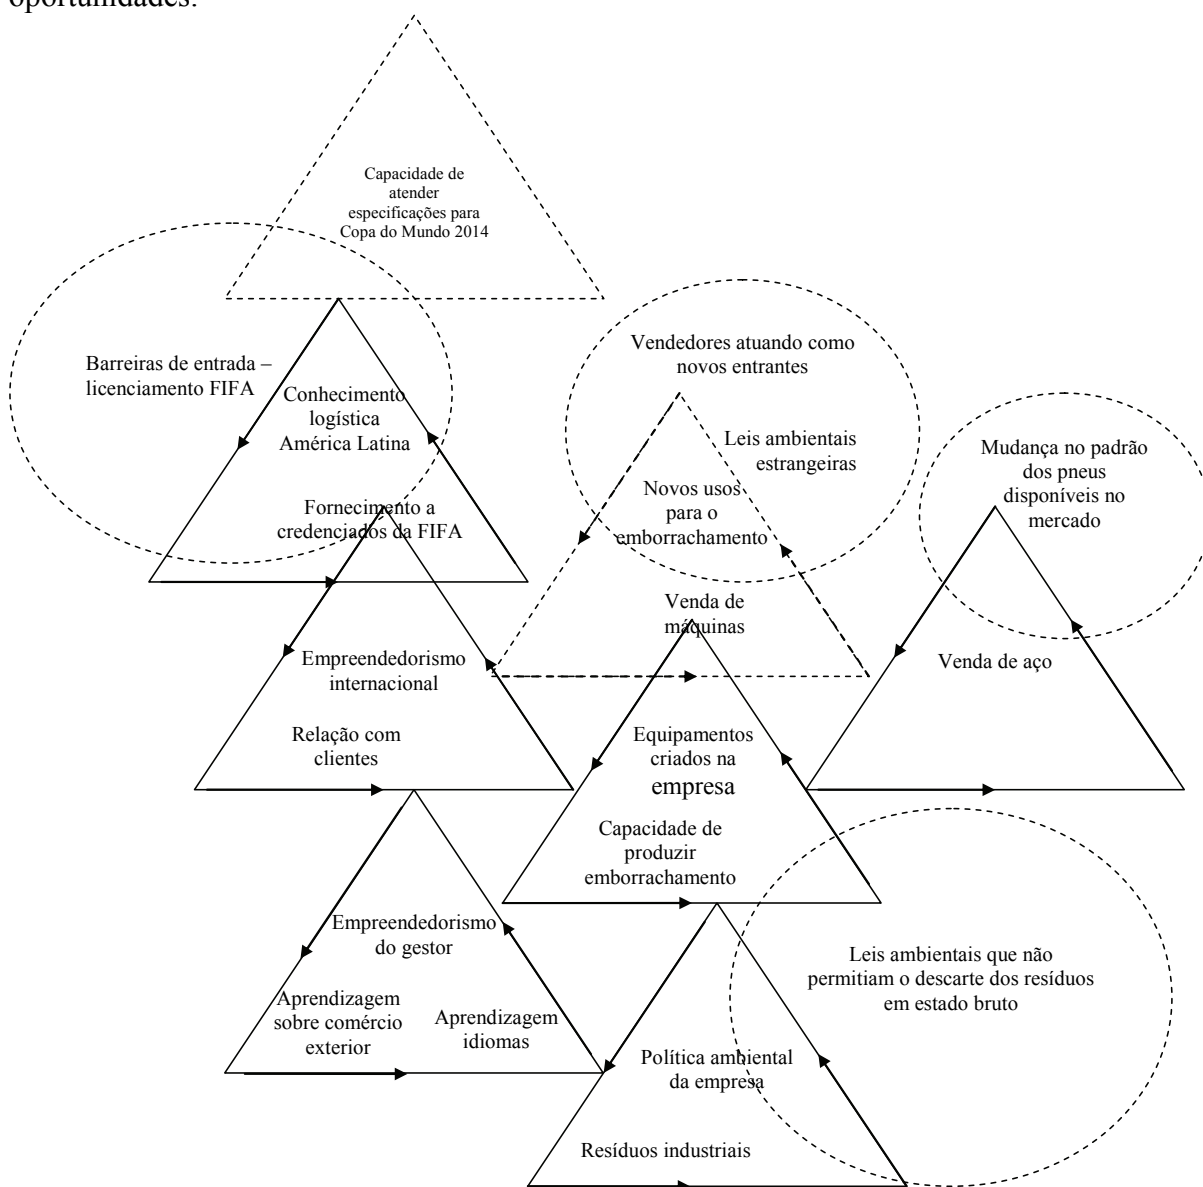 oportunidades.
Capacidade de
atender
especificações para
Copa do Mundo 2014
Barreiras de entrada –
licenciamento FIFA
Conhecimento
logística
América Latina
Fornecimento a
credenciados da FIFA
Vendedores atuando como
novos entrantes
Leis ambientais
estrangeiras
Novos usos
para o
emborrachamento
Venda de
máquinas
Mudança no padrão
dos pneus
disponíveis no
mercado
Venda de aço
Empreendedorismo
internacional
Relação com
clientes
Equipamentos
criados na
empresa
Capacidade de
produzir
emborrachamento
Empreendedorismo
do gestor
Aprendizagem
sobre comércio
exterior
Aprendizagem
idiomas
Leis ambientais que não
permitiam o descarte dos resíduos
em estado bruto
Política ambiental
da empresa
Resíduos industriais